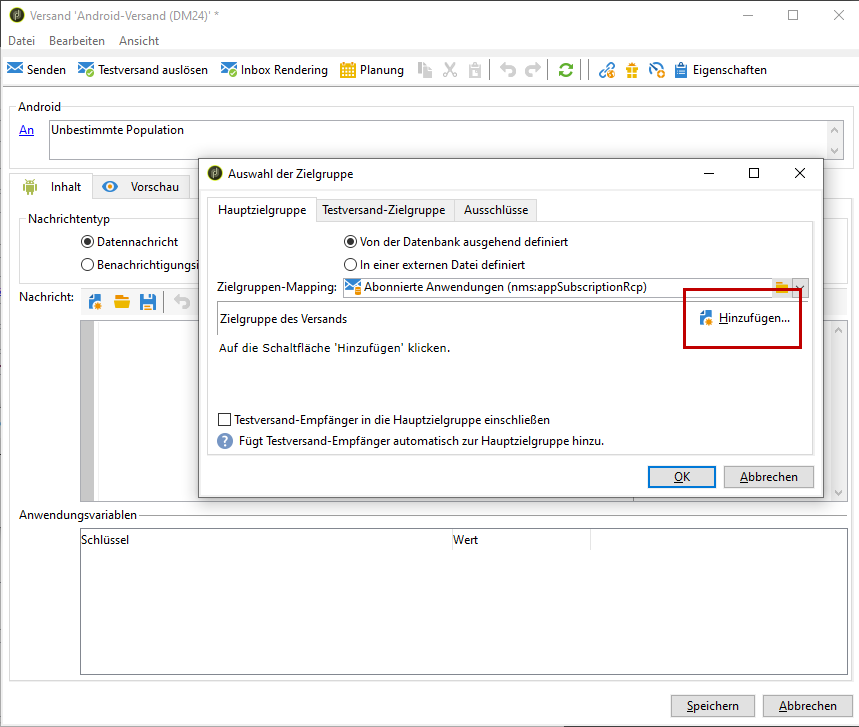 Versand 'Android-Versand (DM24)' *
Datei Bearbeiten Ansicht
Senden Testversand auslösen Inbox Rendering Planung Eigenschaften
Android
An Unbestimmte Population
Inhalt Vorschau
Nachrichtentyp
Datennachricht
Benachrichtigungsi
Nachricht:
Auswahl der Zielgruppe
Hauptzielgruppe Testversand-Zielgruppe Ausschlüsse
Von der Datenbank ausgehend definiert
In einer externen Datei definiert
Zielgruppen-Mapping: Abonnierte Anwendungen (nms:appSubscriptionRcp)
Zielgruppe des Versands Hinzufügen...
Auf die Schaltfläche 'Hinzufügen' klicken.
Testversand-Empfänger in die Hauptzielgruppe einschließen
Fügt Testversand-Empfänger automatisch zur Hauptzielgruppe hinzu.
OK Abbrechen
Anwendungsvariablen
Schlüssel Wert
Speichern Abbrechen